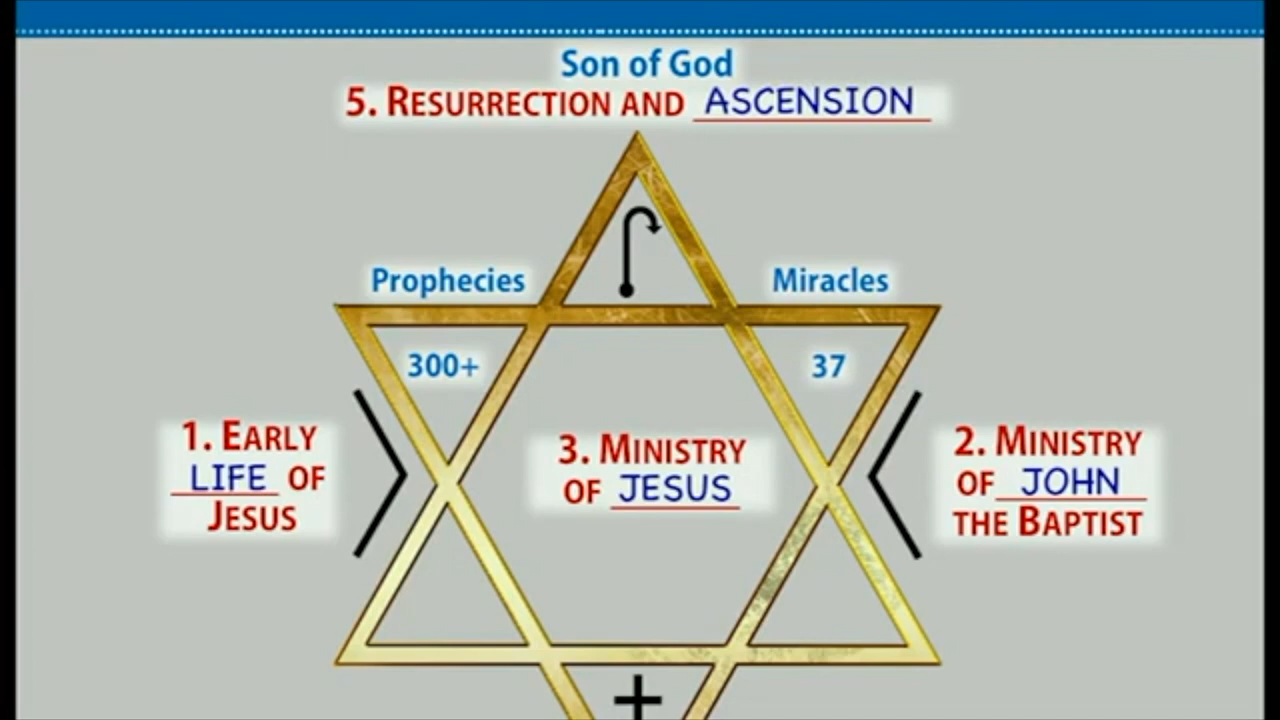 Son of God
5. RESURRECTION AND ASCENSION
Prophecies
Miracles
300+
37
1. EARLY
LIFE OF
JESUS
3. MINISTRY
OF JESUS
2. MINISTRY
OF JOHN
THE BAPTIST